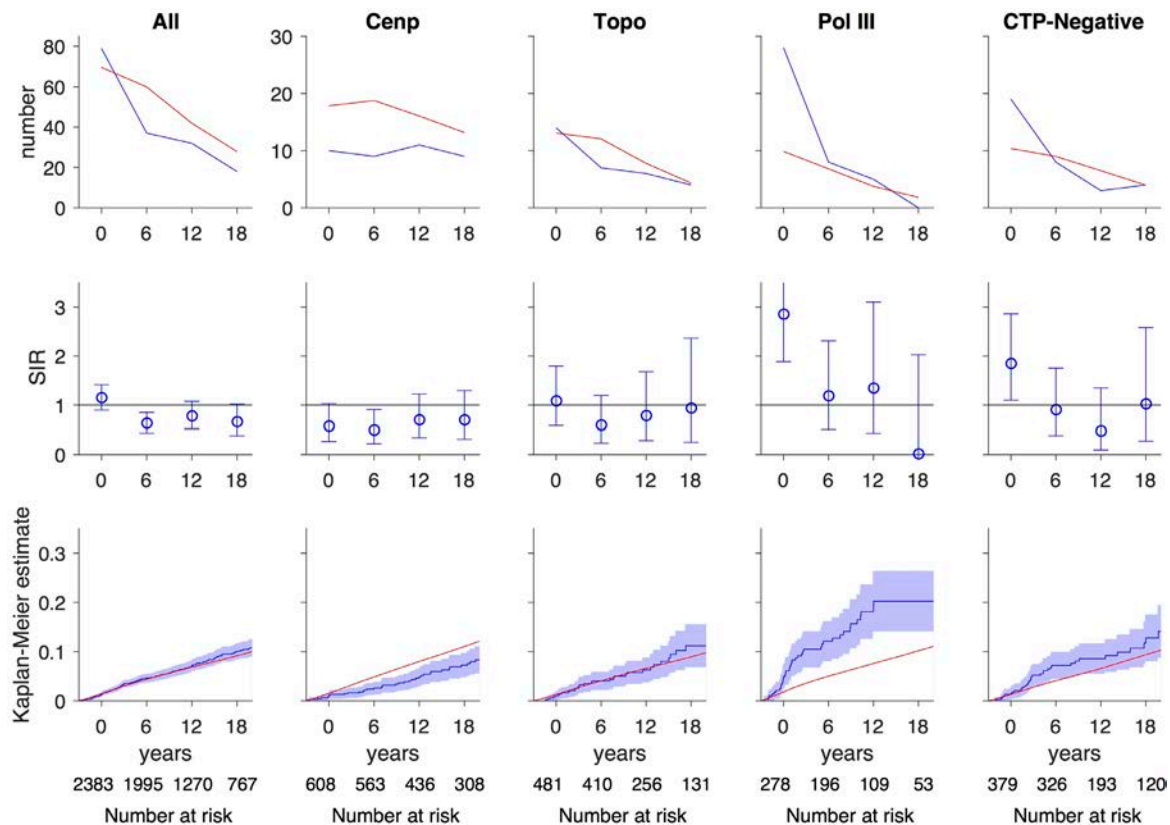 All Cenp Topo Pol III CTP-Negative
80 30 30
60
20 20
40
10 10
20
0 0 0
number
0 6 12 18 0 6 12 18 0 6 12 18 0 6 12 18 0 6 12 18
3
2
1
0
SIR
0 6 12 18 0 6 12 18 0 6 12 18 0 6 12 18 0 6 12 18
0.3
0.2
0.1
0
Kaplan-Meier estimate
0 6 12 18 0 6 12 18 0 6 12 18 0 6 12 18 0 6 12 18
years years years years years
2383 1995 1270 767 608 563 436 308 481 410 256 131 278 196 109 53 379 326 193 120
Number at risk Number at risk Number at risk Number at risk Number at risk